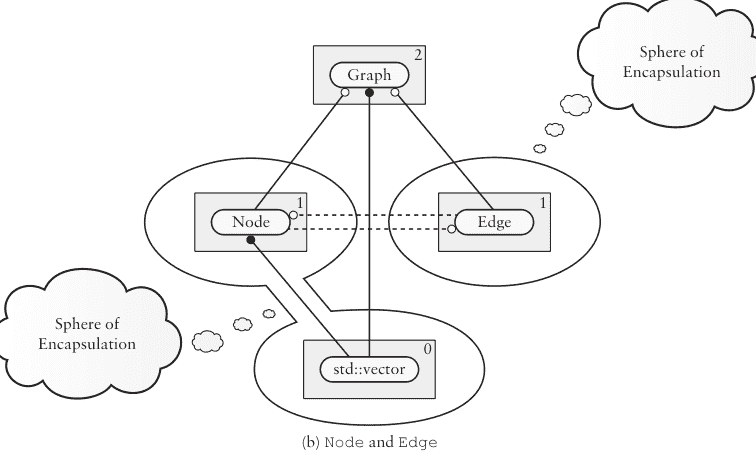 Sphere of
Encapsulation
2
Graph
1
Node
1
Edge
Sphere of
Encapsulation
0
std::vector
(b) Node and Edge